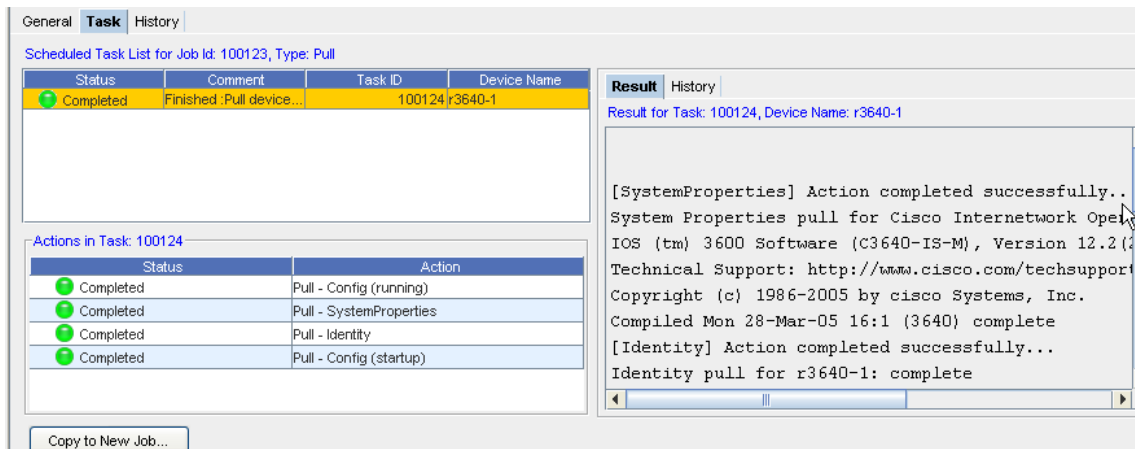 General Task History
Scheduled Task List for Job Id: 100123, Type: Pull
Status Comment Task ID Device Name
Completed Finished :Pull device... 100124 r3640-1
Actions in Task: 100124
Status Action
Completed Pull - Config (running)
Completed Pull - SystemProperties
Completed Pull - Identity
Completed Pull - Config (startup)
Copy to New Job...
Result History
Result for Task: 100124, Device Name: r3640-1
[SystemProperties] Action completed successfully..
System Properties pull for Cisco Internetwork Ope
IOS (tm) 3600 Software (C3640-IS-M), Version 12.2(
Technical Support: http://www.cisco.com/techsupport
Copyright (c) 1986-2005 by cisco Systems, Inc.
Compiled Mon 28-Mar-05 16:1 (3640) complete
[Identity] Action completed successfully...
Identity pull for r3640-1: complete